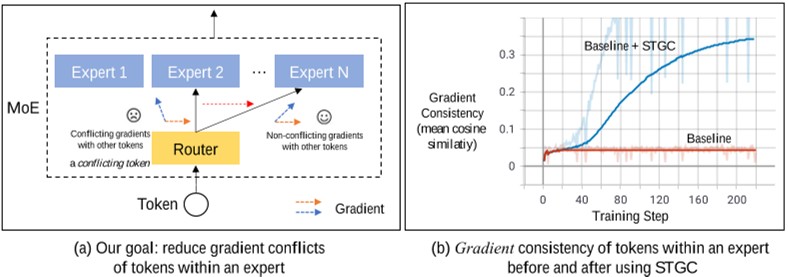 Expert 1
Expert 2
...
Expert N
MoE
Conflicting gradients
with other tokens
a conflicting token
Router
Non-conflicting gradients
with other tokens
Token
Gradient
(a) Our goal: reduce gradient conflicts
of tokens within an expert
Baseline + STGC
Gradient
Consistency
(mean cosine
similatiy)
0.3
0.2
0.1
0
Baseline
0
40
80
120
160
200
Training Step
(b) Gradient consistency of tokens within an expert
before and after using STGC